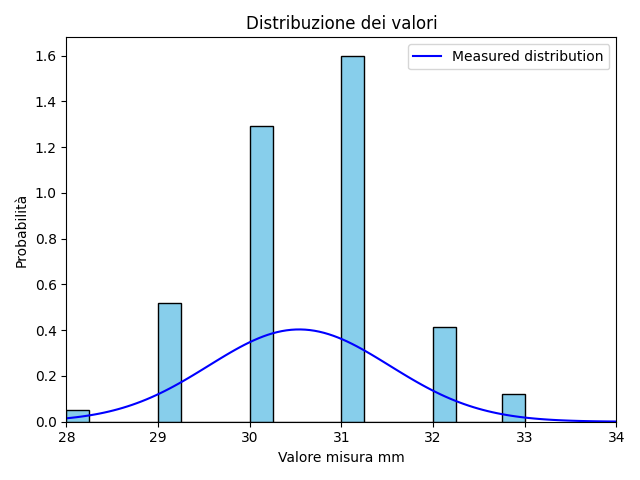 Distribuzione dei valori
Measured distribution
Probabilità
1.6
1.4
1.2
1.0
0.8
0.6
0.4
0.2
0.0
28 29 30 31 32 33 34
Valore misura mm